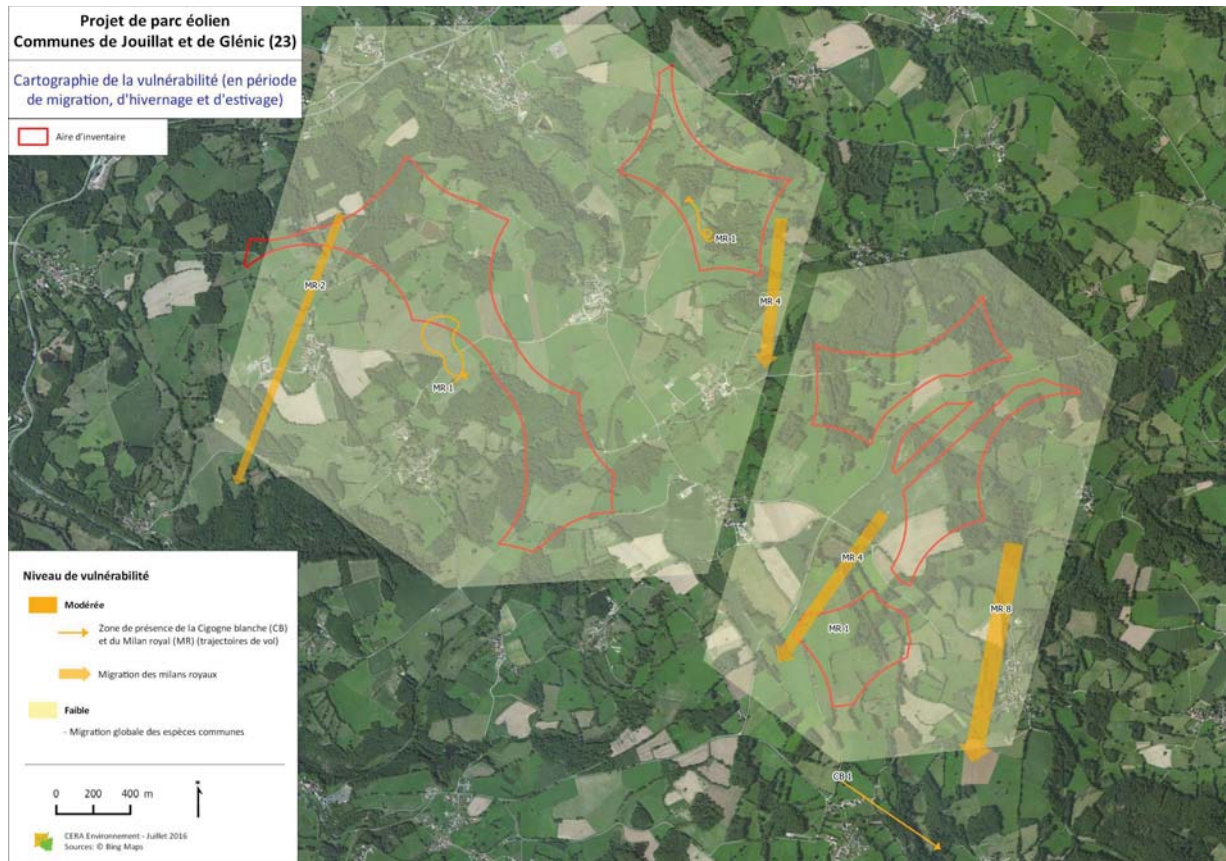 Projet de parc éolien
Communes de Jouillat et de Glénic (23)
Cartographie de la vulnérabilité (en période
de migration, d'hivernage et d'estivage)
Aire d'inventaire
MR 1
MR 4
MR 2
MR 1
MR 4
MR 1
MR 8
CB 1
Niveau de vulnérabilité
Modérée
Zone de présence de la Cigogne blanche (CB)
et du Milan royal (MR) (trajectoires de vol)
Migration des milans royaux
Faible
- Migration globale des espèces communes
0 200 400 m
CERA Environnement - Juillet 2016
Sources: © Bing Maps